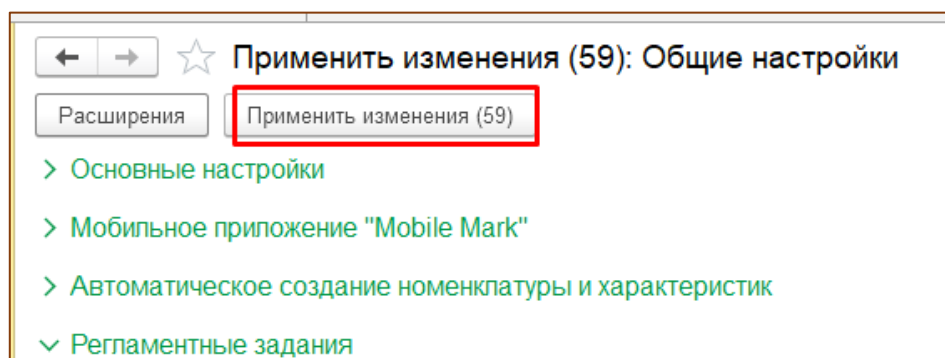 Применить изменения (59): Общие настройки
Расширения Применить изменения (59)
Основные настройки
Мобильное приложение "Mobile Mark"
Автоматическое создание номенклатуры и характеристик
Регламентные задания